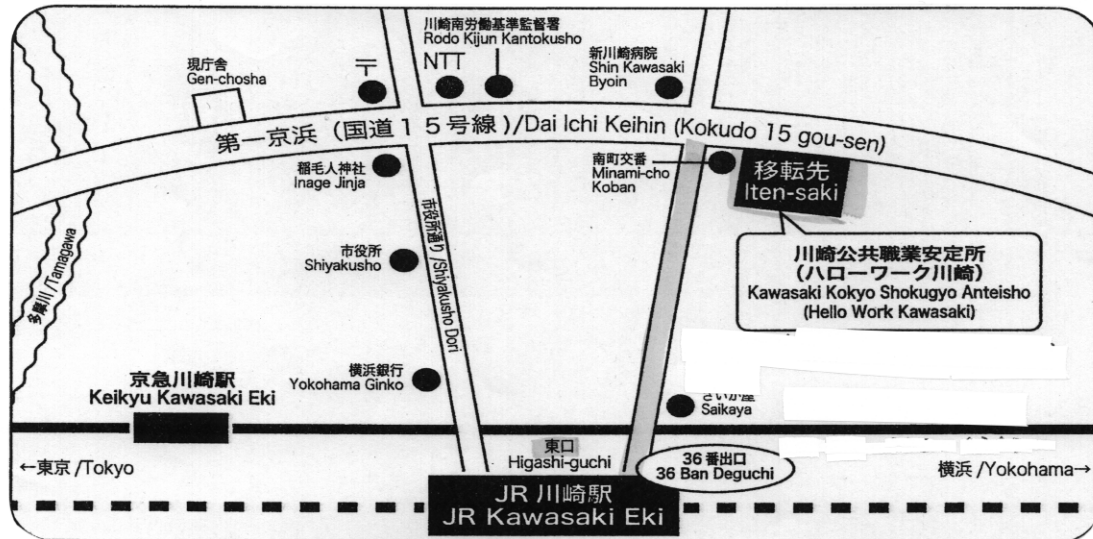 川崎南労働基準監督署
Rodo Kijun Kantokusho
現庁舎
Gen-chosha
〒
NTT
新川崎病院
Shin Kawasaki
Byoin
第一京浜(国道15号線)/Dai Ichi Keihin (Kokudo 15 gou-sen)
稲毛人神社
Inage Jinja
南町交番
Minami-cho
Koban
移転先
Iten-saki
市役所通り/Shiyakusho Dori
市役所
Shiyakusho
多摩川/Tamagawa
川崎公共職業安定所
(ハローワーク川崎)
Kawasaki Kokyo Shokugyo Anteisho
(Hello Work Kawasaki)
横浜銀行
Yokohama Ginko
京急川崎駅
Keikyu Kawasaki Eki
さいか屋
Saikaya
東口
Higashi-guchi
36番出口
36 Ban Deguchi
←東京/Tokyo
横浜/Yokohama→
JR 川崎駅
JR Kawasaki Eki